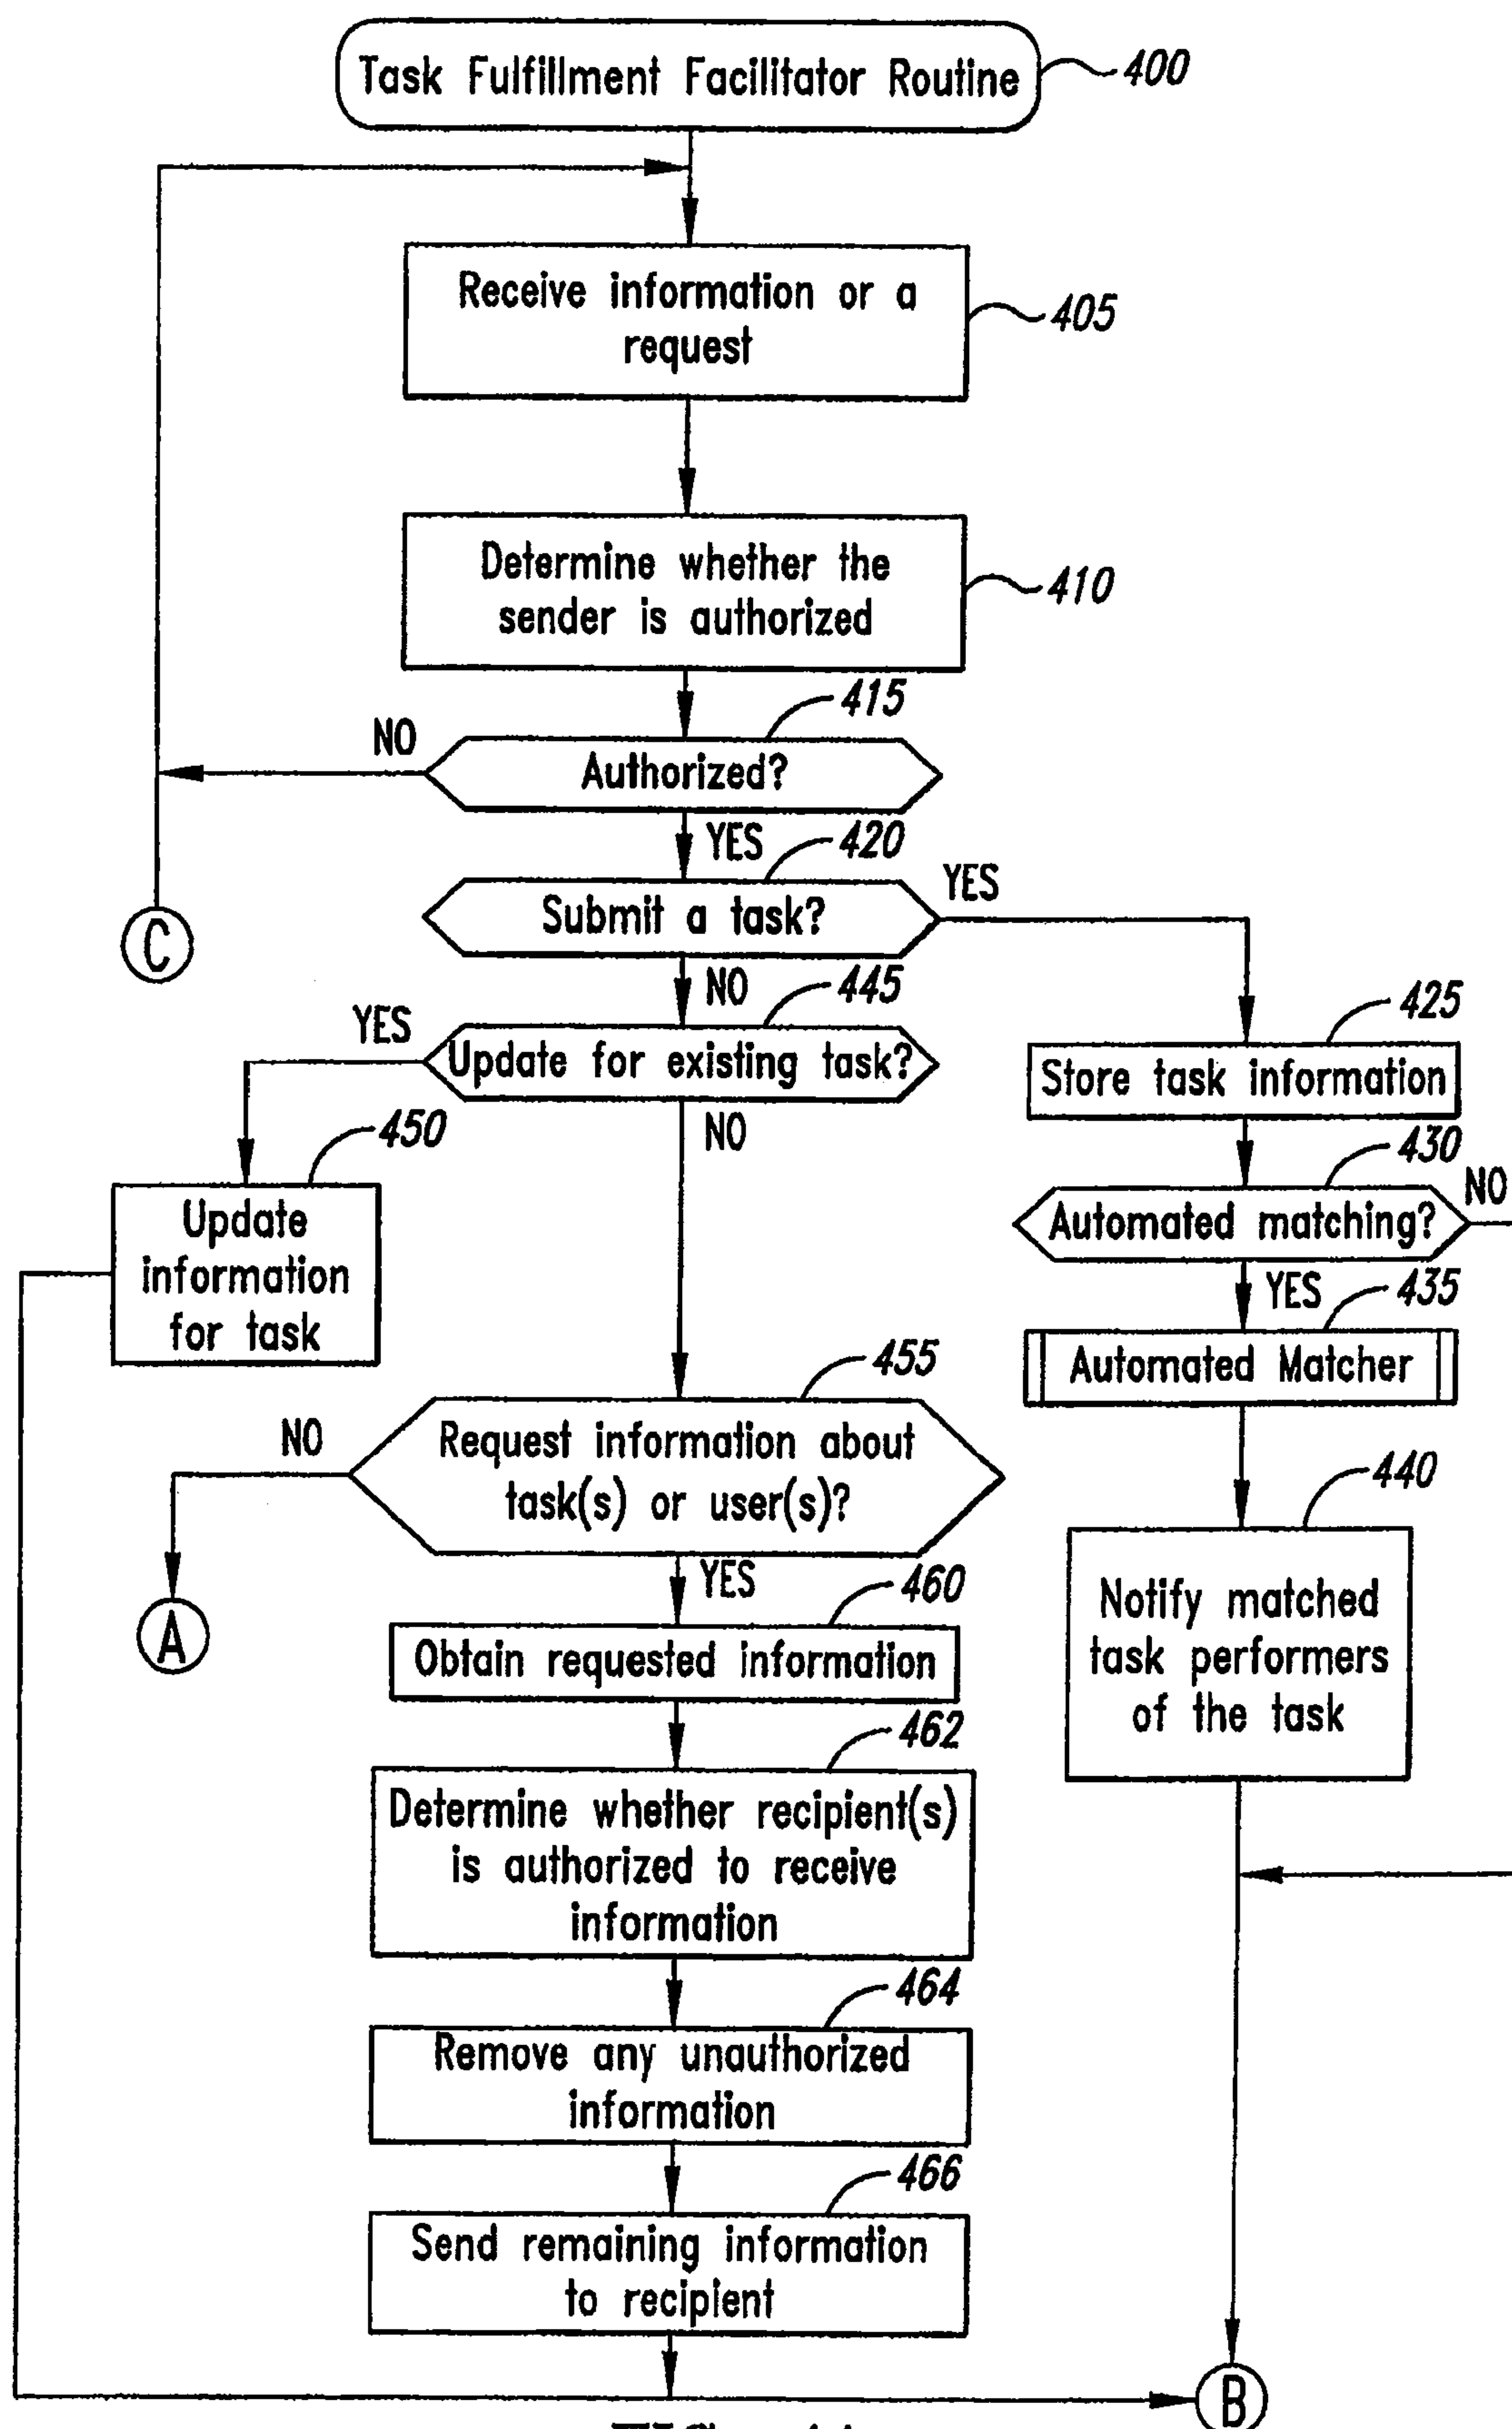 Task Fulfillment Facilitator Routine
400
Receive information or a
request
405
Determine whether the
sender is authorized
410
415
NO
Authorized?
YES
420
YES
Submit a task?
C
NO
445
YES
Update for existing task?
425
Store task information
NO
450
430
NO
Update
information
for task
Automated matching?
YES
435
455
Automated Matcher
NO
Request information about
task(s) or user(s)?
440
YES
460
Notify matched
task performers
of the task
A
Obtain requested information
462
Determine whether recipient(s)
is authorized to receive
information
464
Remove any unauthorized
information
466
Send remaining information
to recipient
B